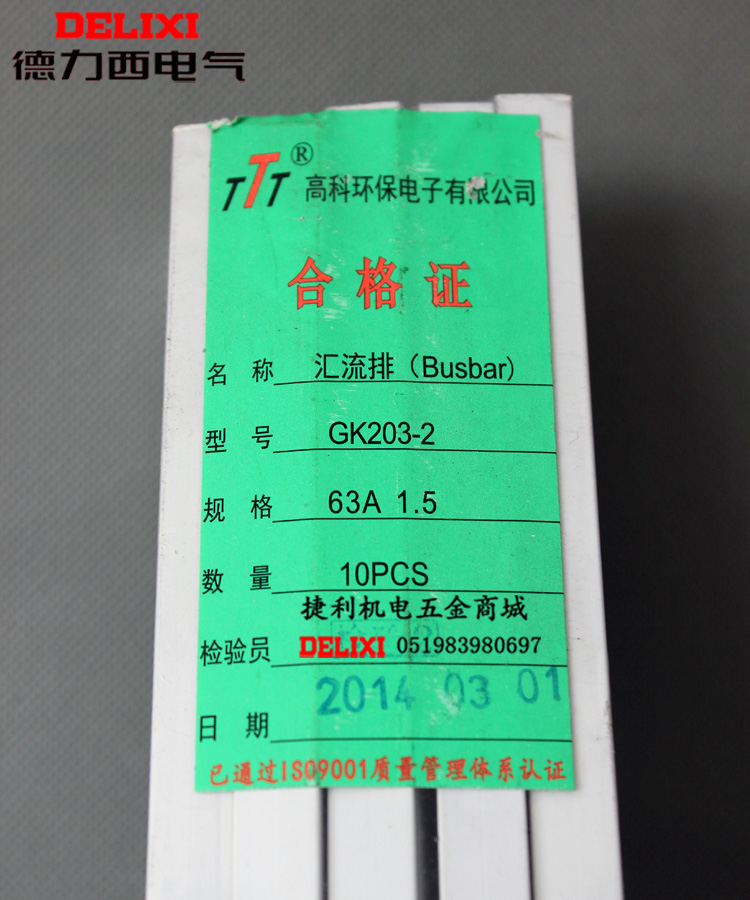 DELIXI
德力西电气
TTT®
高科环保电子有限公司
合格证
名称 汇流排（Busbar）
型号 GK203-2
规格 63A 1.5
数量 10PCS
捷利机电五金商城
检验员 DELIXI 051983980697
2014 03 01
日期
已通过ISO9001质量管理体系认证